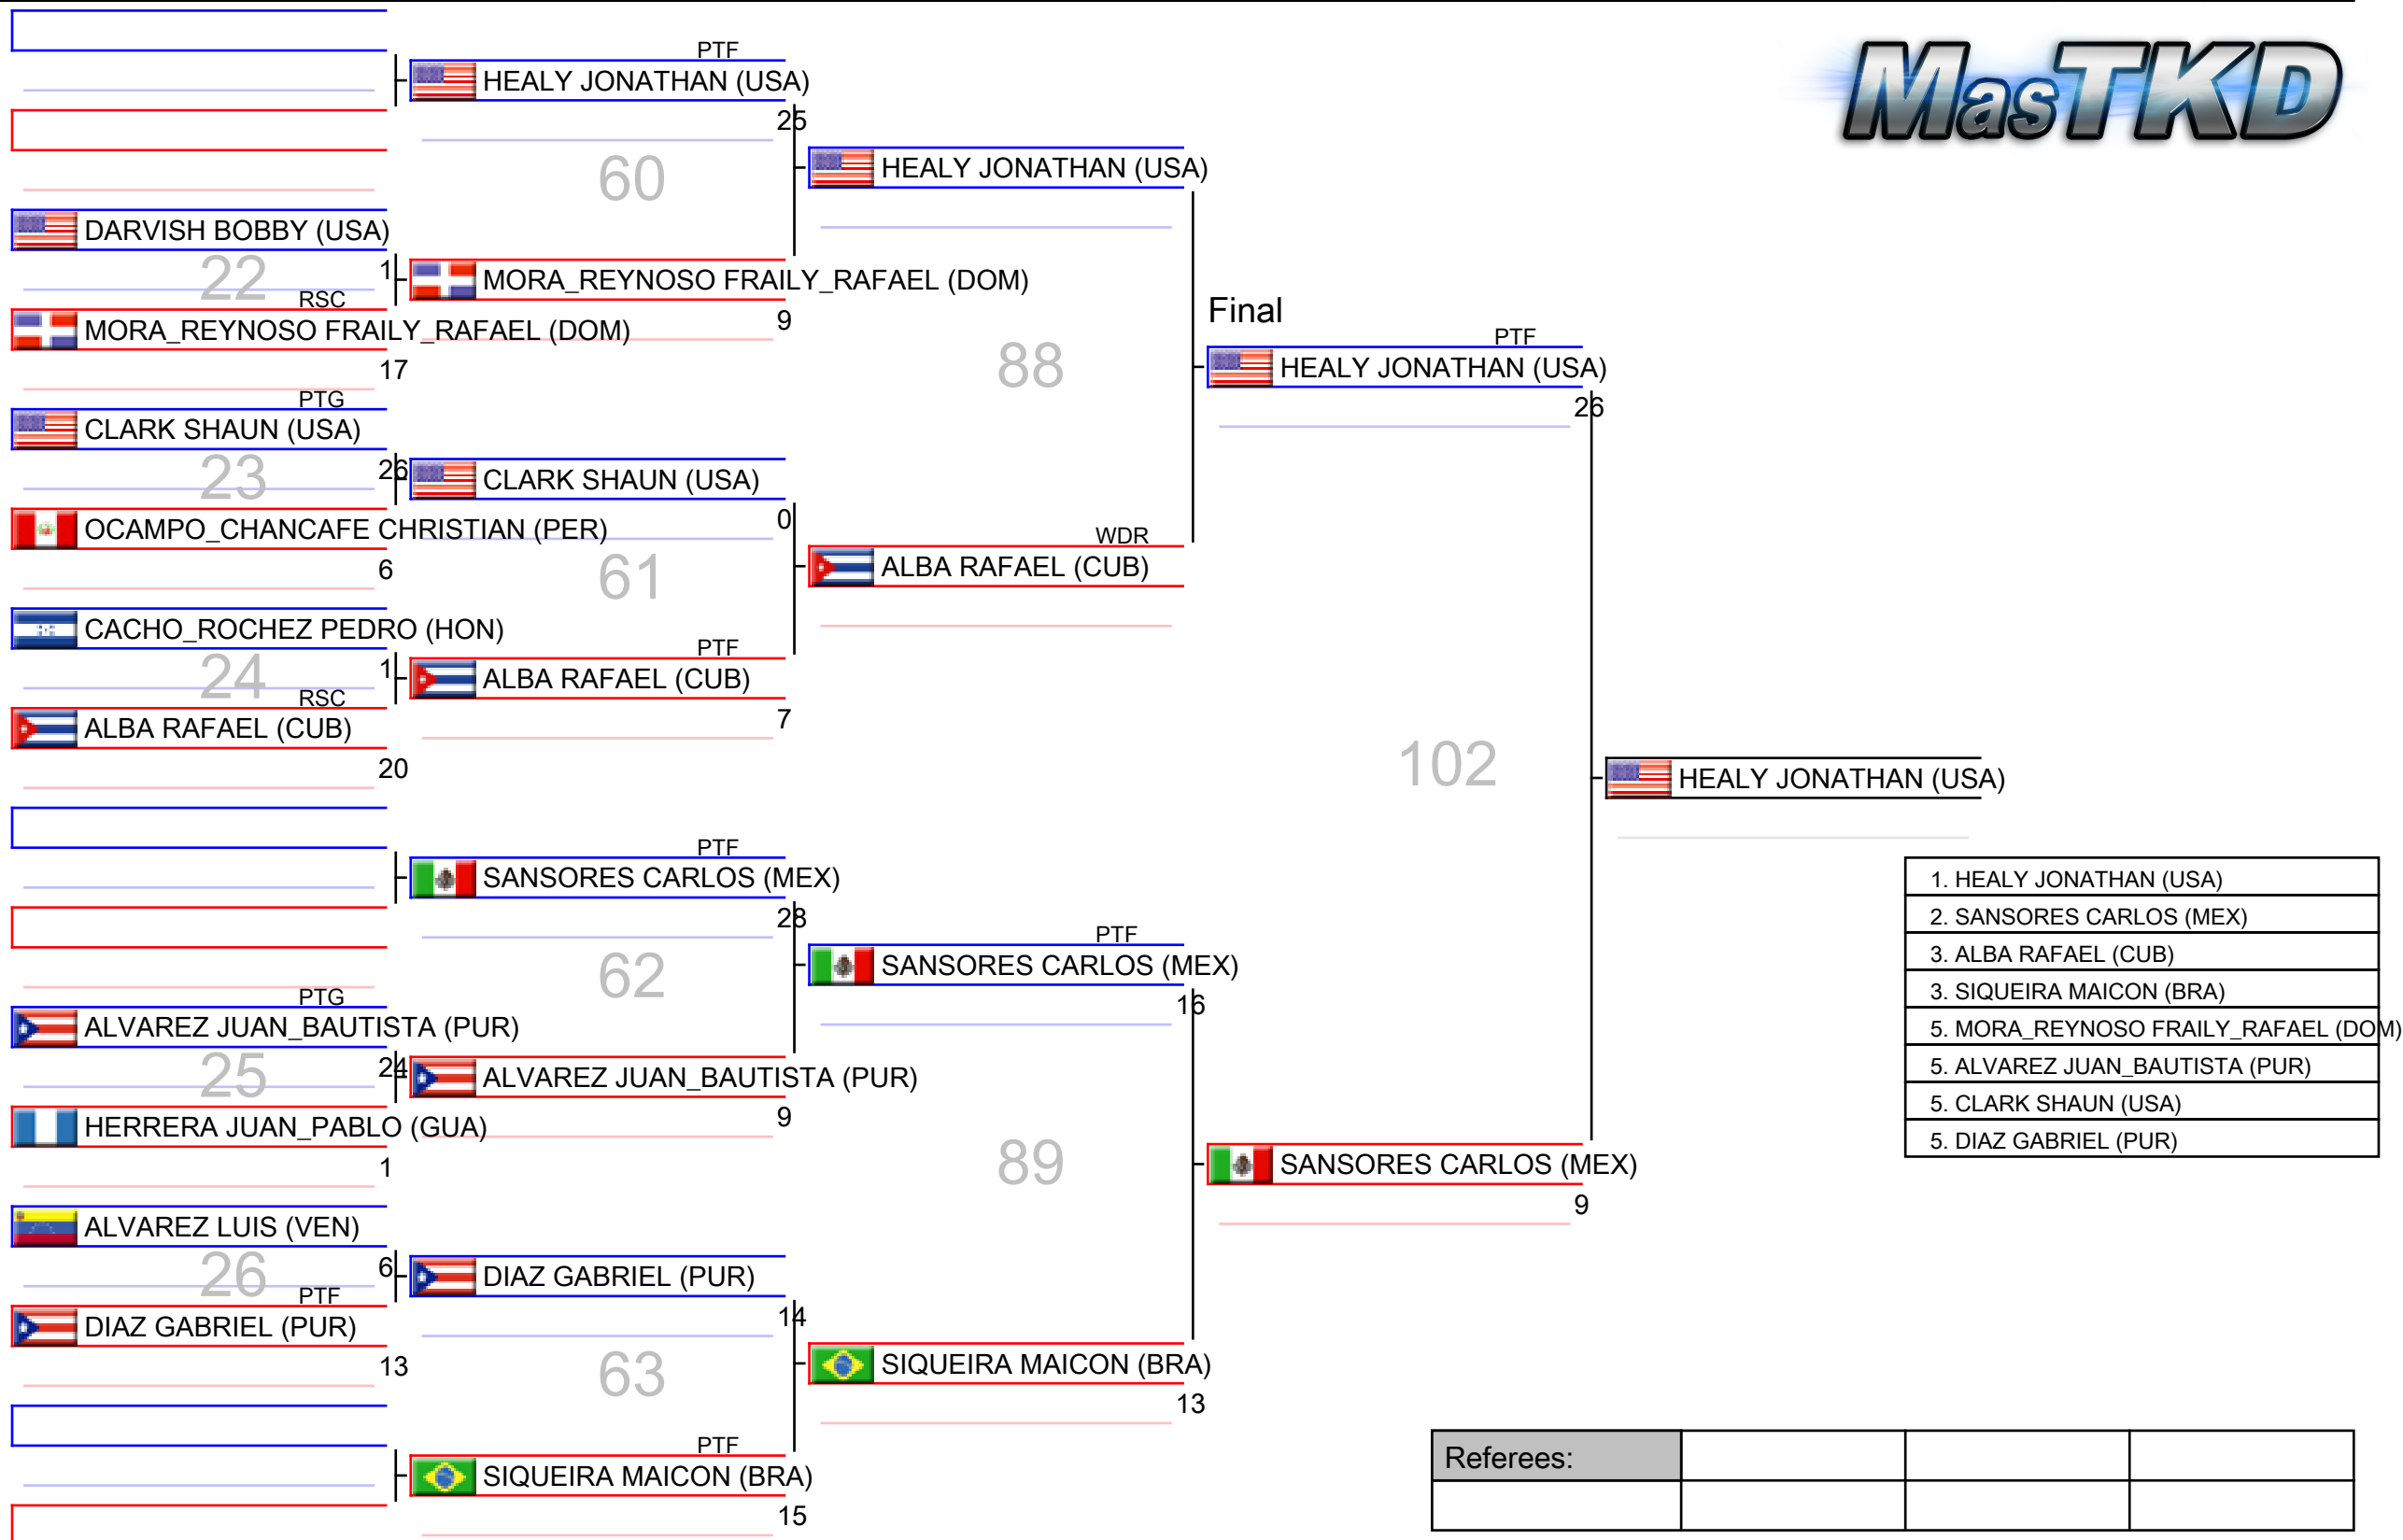 MasTKD
PTF
HEALY JONATHAN (USA)
25
60
HEALY JONATHAN (USA)
DARVISH BOBBY (USA)
22
1
MORA_REYNOSO FRAILY_RAFAEL (DOM)
9
RSC
MORA_REYNOSO FRAILY_RAFAEL (DOM)
17
88
Final
PTF
HEALY JONATHAN (USA)
26
PTG
CLARK SHAUN (USA)
23
26
CLARK SHAUN (USA)
0
OCAMPO_CHANCAFE CHRISTIAN (PER)
6
61
WDR
ALBA RAFAEL (CUB)
CACHO_ROCHEZ PEDRO (HON)
24
1
PTF
ALBA RAFAEL (CUB)
7
RSC
ALBA RAFAEL (CUB)
20
102
HEALY JONATHAN (USA)
PTF
SANSORES CARLOS (MEX)
28
62
PTF
SANSORES CARLOS (MEX)
16
PTG
ALVAREZ JUAN_BAUTISTA (PUR)
25
24
ALVAREZ JUAN_BAUTISTA (PUR)
9
HERRERA JUAN_PABLO (GUA)
1
89
SANSORES CARLOS (MEX)
9
ALVAREZ LUIS (VEN)
26
6
DIAZ GABRIEL (PUR)
14
PTF
DIAZ GABRIEL (PUR)
13
63
SIQUEIRA MAICON (BRA)
13
PTF
SIQUEIRA MAICON (BRA)
15
1. HEALY JONATHAN (USA)
2. SANSORES CARLOS (MEX)
3. ALBA RAFAEL (CUB)
3. SIQUEIRA MAICON (BRA)
5. MORA_REYNOSO FRAILY_RAFAEL (DOM)
5. ALVAREZ JUAN_BAUTISTA (PUR)
5. CLARK SHAUN (USA)
5. DIAZ GABRIEL (PUR)
Referees: